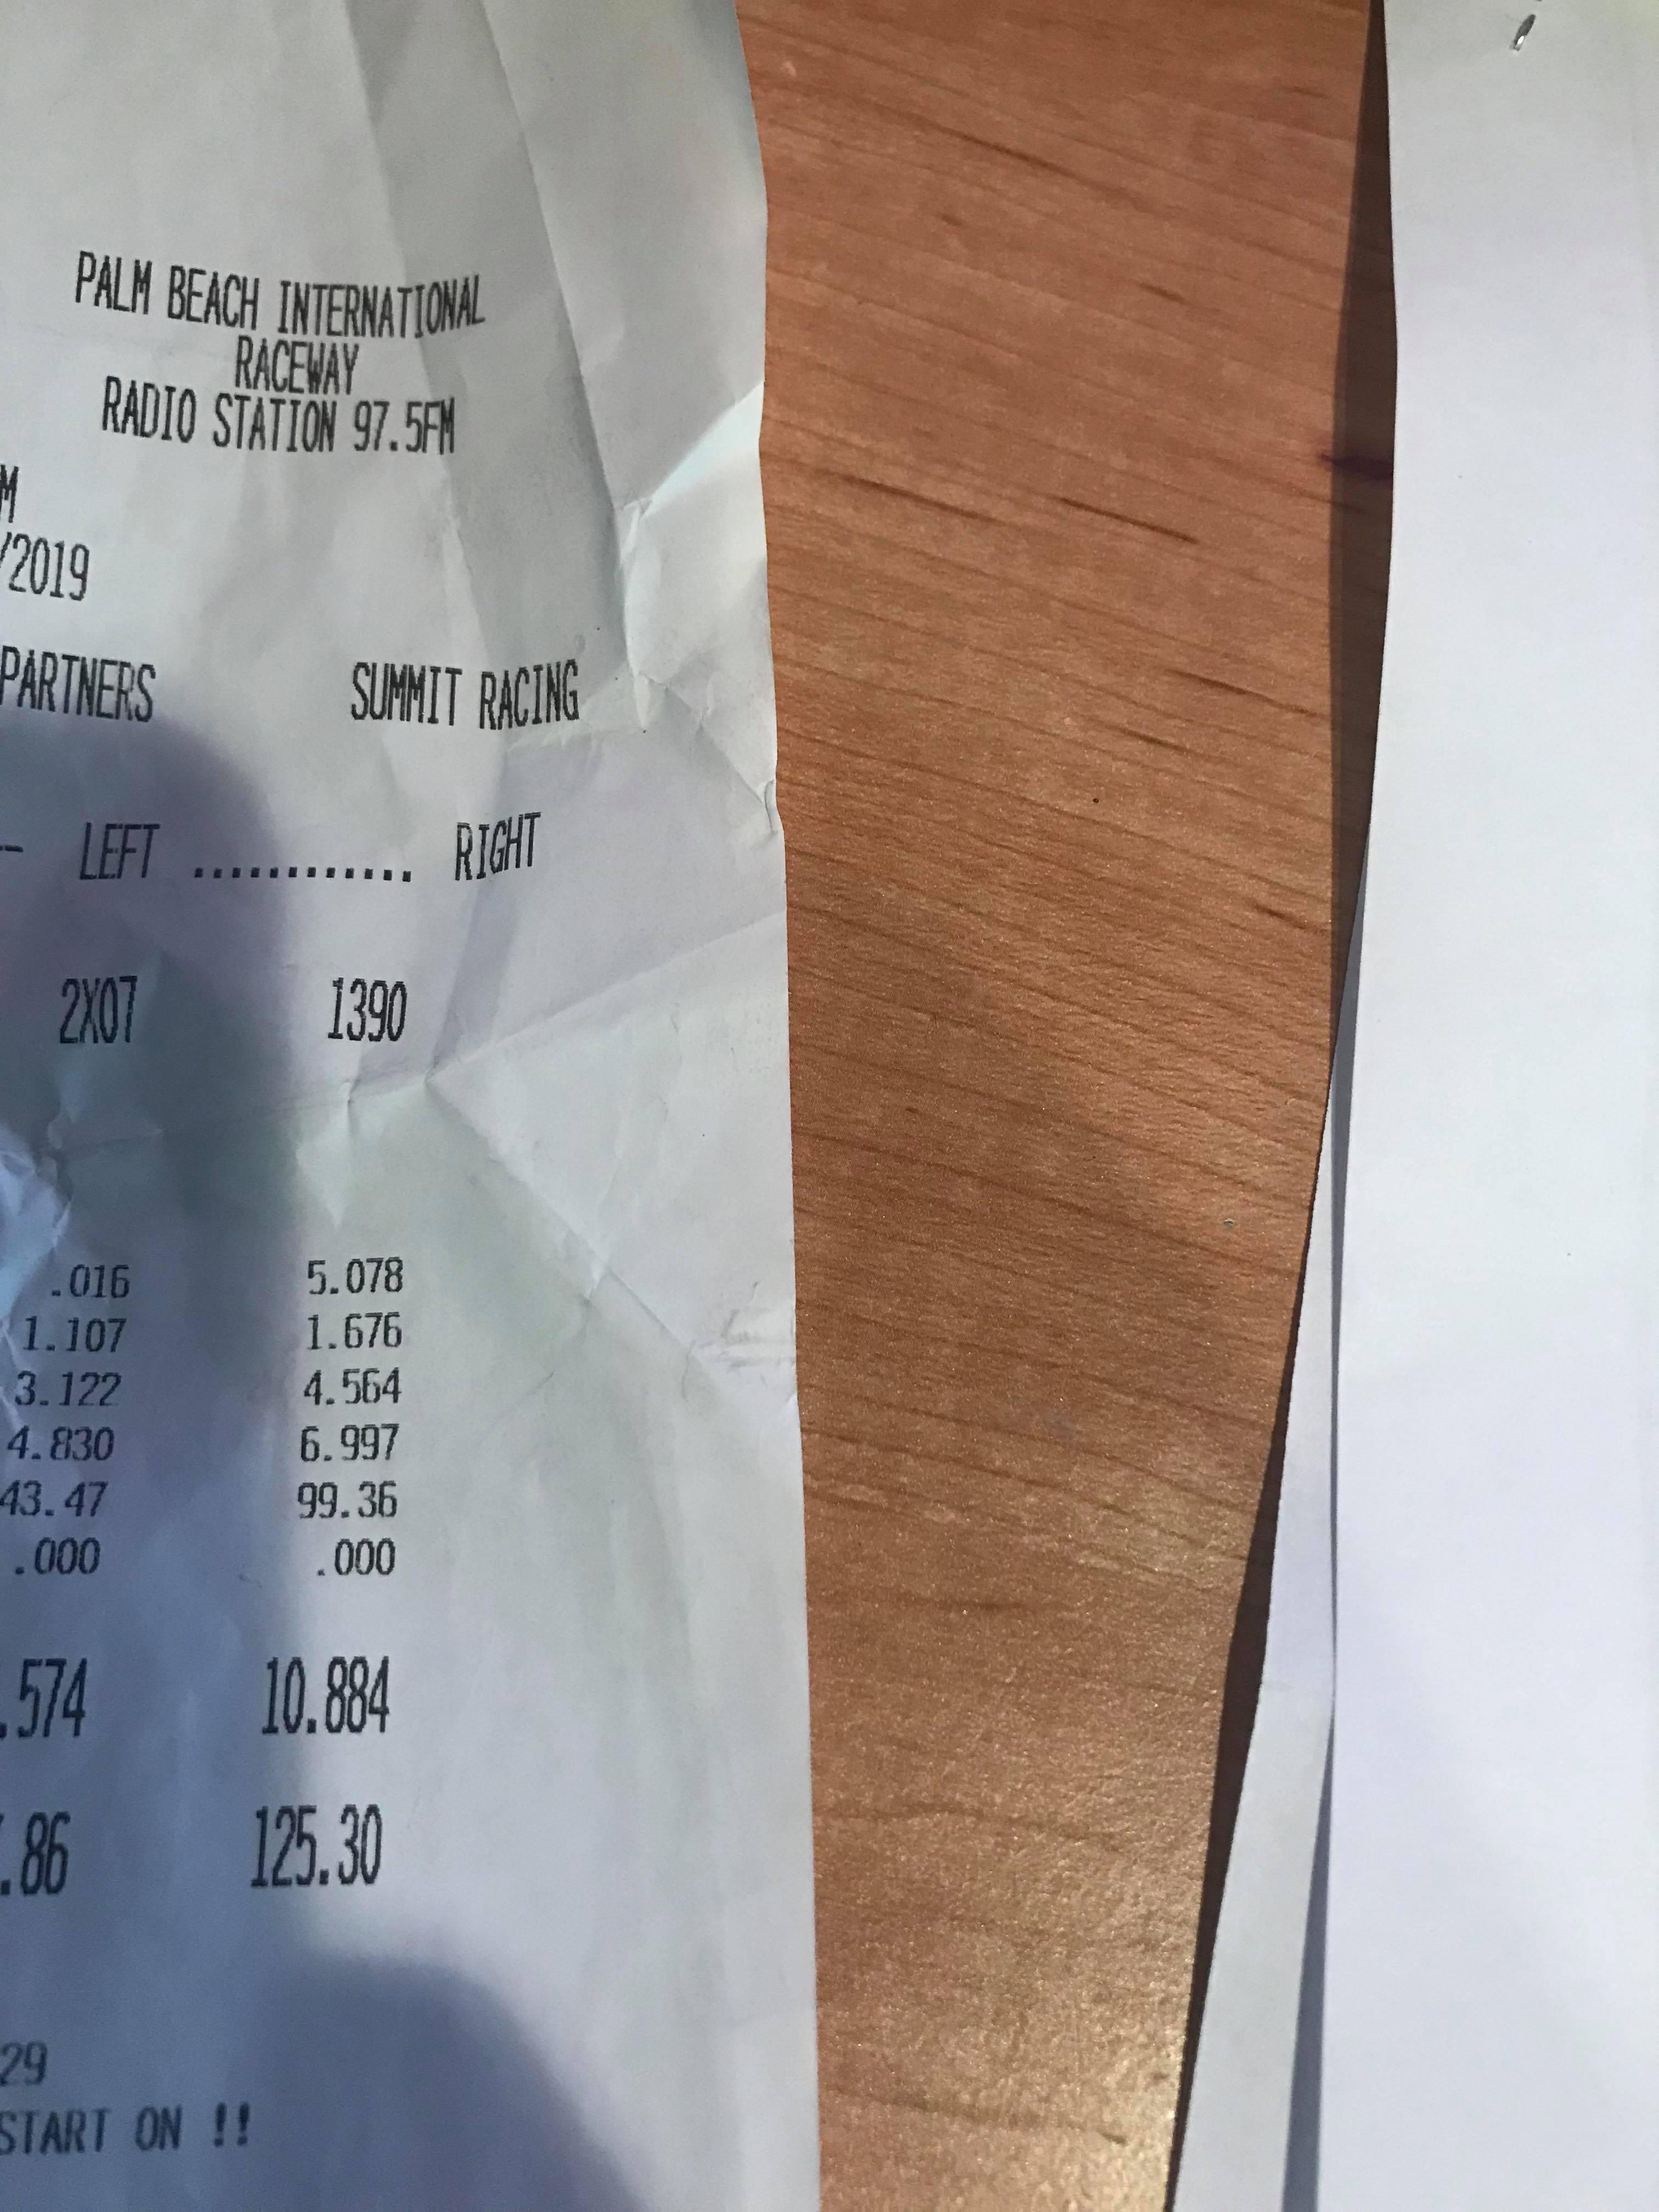 PALM BEACH INTERNATIONAL
RACEWAY
RADIO STATION 97.5FM
M
/2019
PARTNERS SUMMIT RACING
- LEFT ............ RIGHT
2X07 1390
.016 5.078
1.107 1.676
3.122 4.564
4.830 6.997
43.47 99.36
.000 .000
.574 10.884
.86 125.30
29
START ON !!